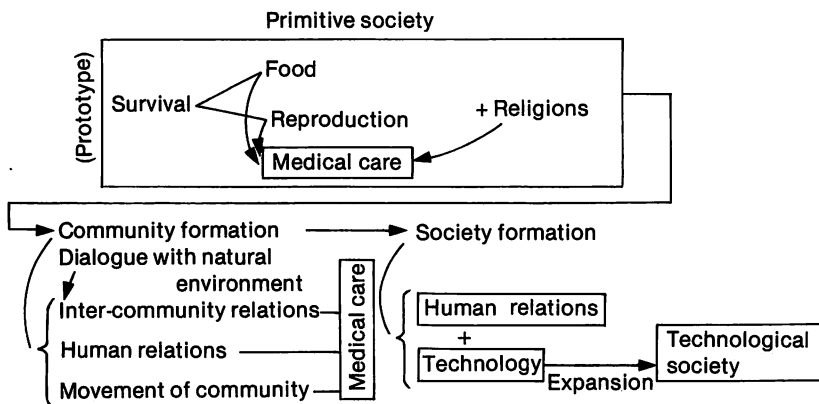 Primitive society
(Prototype)
Food
Survival
Reproduction
+ Religions
Medical care
Community formation
Society formation
Dialogue with natural
environment
Inter-community relations
Human relations
Movement of community
Medical care
Human relations
+
Technology
Expansion
Technological
society